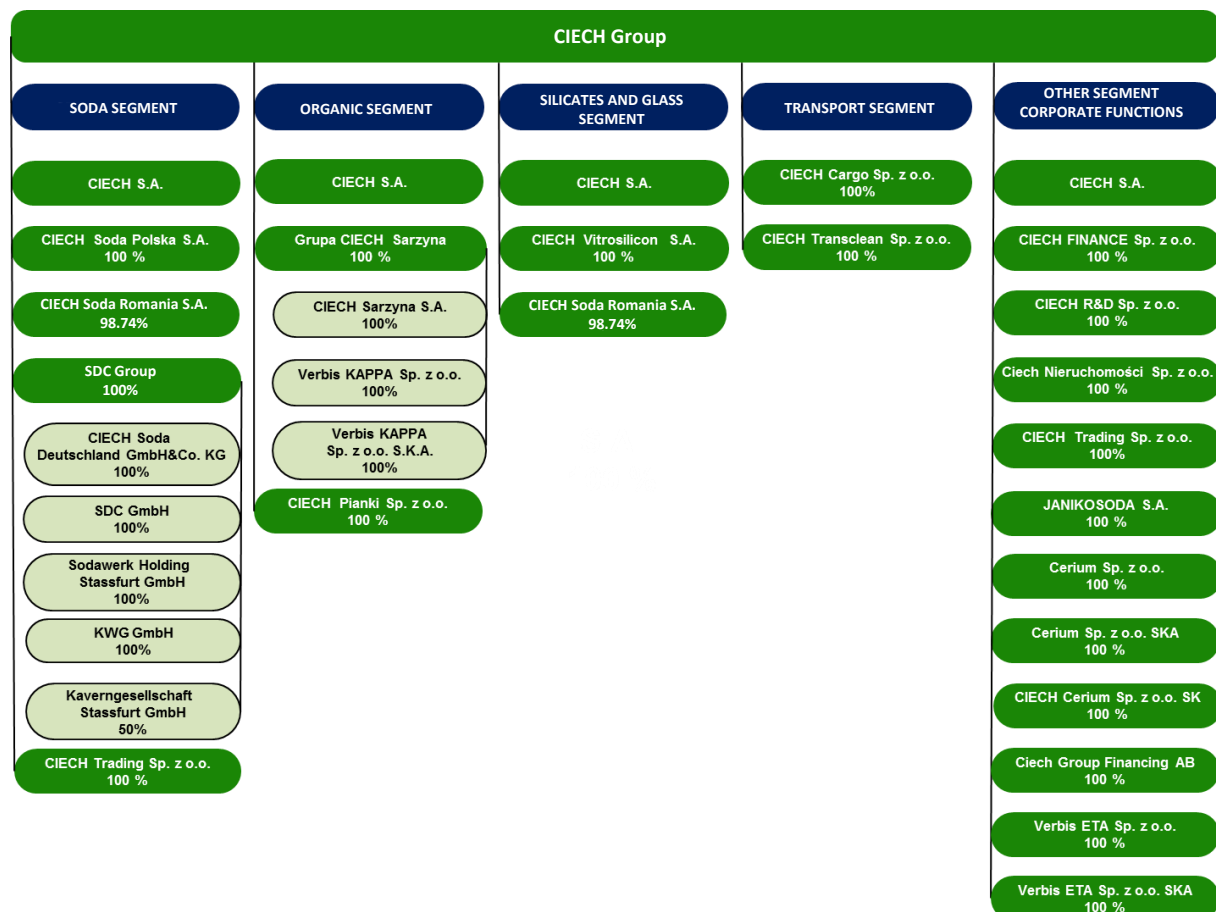 CIECH Group
SODA SEGMENT
CIECH S.A.
CIECH Soda Polska S.A.
100 %
CIECH Soda Romania S.A.
98.74%
SDC Group
100%
CIECH Soda
Deutschland GmbH&Co. KG
100%
SDC GmbH
100%
Sodawerk Holding
Stassfurt GmbH
100%
KWG GmbH
100%
Kaverngesellschaft
Stassfurt GmbH
50%
CIECH Trading Sp. z o.o.
100 %
ORGANIC SEGMENT
CIECH S.A.
Grupa CIECH Sarzyna
100 %
CIECH Sarzyna S.A.
100%
Verbis KAPPA Sp. z o.o.
100%
Verbis KAPPA
Sp. z o.o. S.K.A.
100%
CIECH Pianki Sp. z o.o.
100 %
SILICATES AND GLASS
SEGMENT
CIECH S.A.
CIECH Vitrosilicon S.A.
100 %
CIECH Soda Romania S.A.
98.74%
TRANSPORT SEGMENT
CIECH Cargo Sp. z o.o.
100%
CIECH Transclean Sp. z o.o.
100 %
OTHER SEGMENT
CORPORATE FUNCTIONS
CIECH S.A.
CIECH FINANCE Sp. z o.o.
100 %
CIECH R&D Sp. z o.o.
100 %
Ciech Nieruchomości Sp. z o.o.
100 %
CIECH Trading Sp. z o.o.
100%
JANIKOSODA S.A.
100 %
Cerium Sp. z o.o.
100 %
Cerium Sp. z o.o. SKA
100 %
CIECH Cerium Sp. z o.o. SK
100 %
Ciech Group Financing AB
100 %
Verbis ETA Sp. z o.o.
100 %
Verbis ETA Sp. z o.o. SKA
100 %